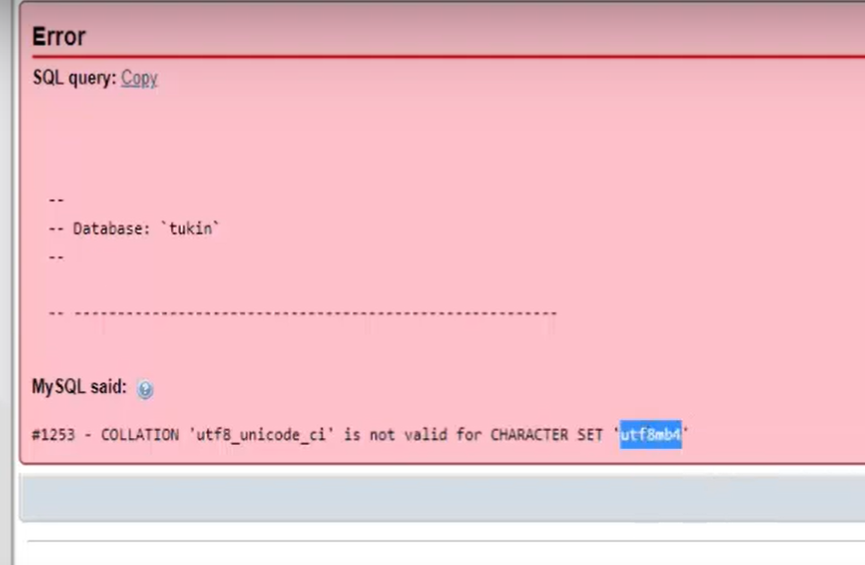 Error
SQL query: Copy
--
-- Database: `tukin`
--
-- --------------------------------------------------------
MySQL said:
#1253 - COLLATION 'utf8_unicode_ci' is not valid for CHARACTER SET 'utf8mb4'